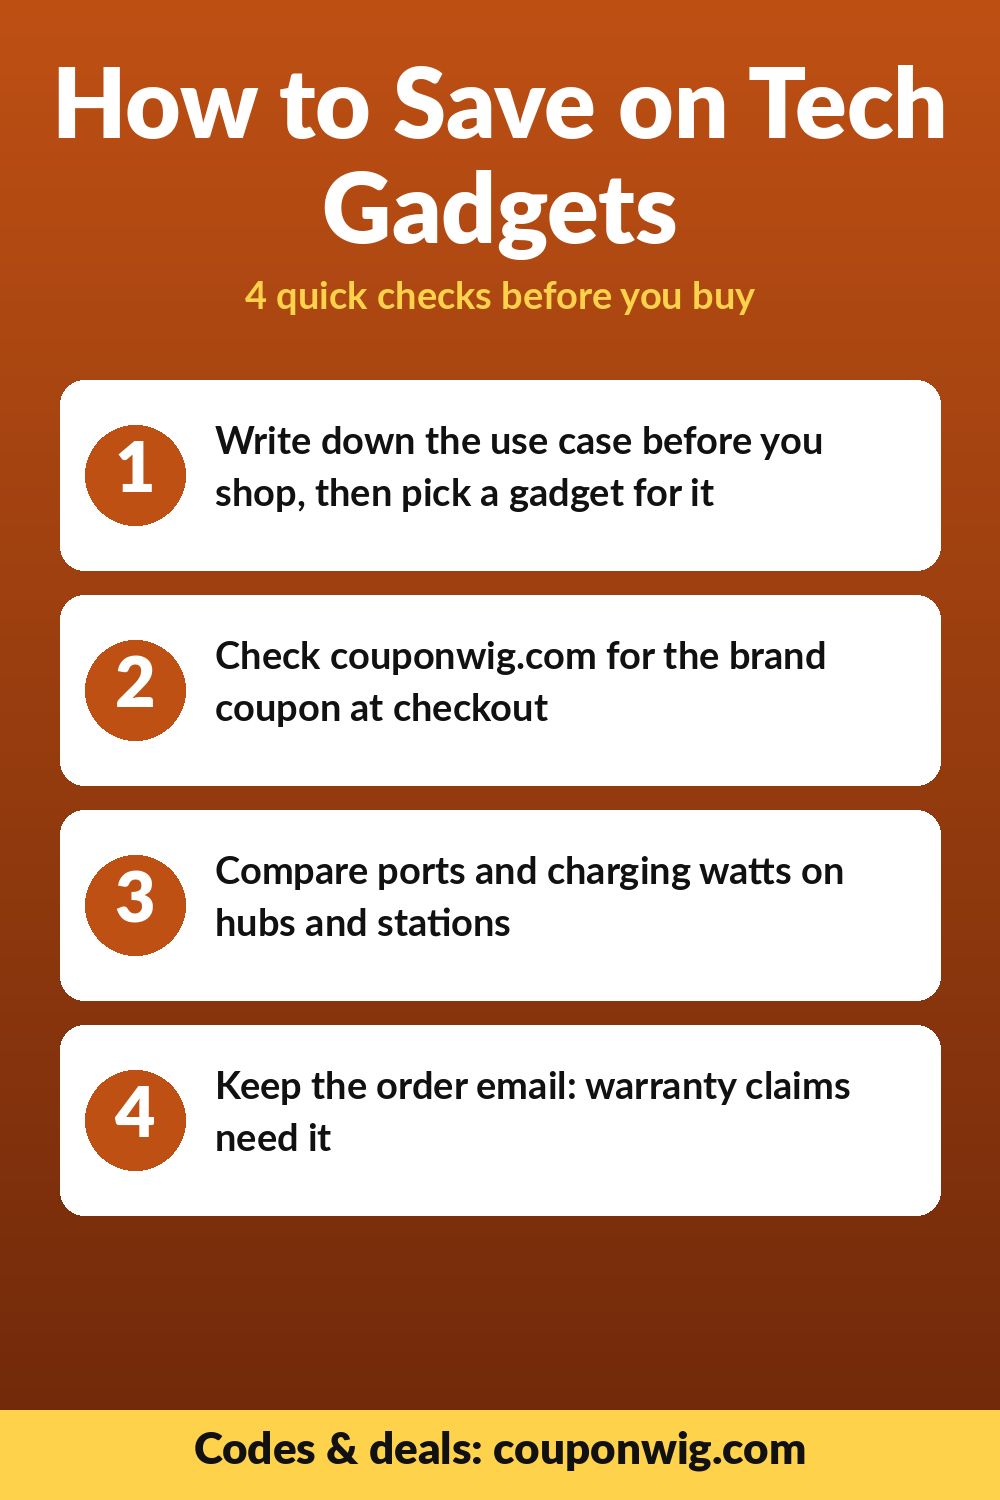 How to Save on Tech
Gadgets
4 quick checks before you buy
1
Write down the use case before you
shop, then pick a gadget for it
2
Check couponwig.com for the brand
coupon at checkout
3
Compare ports and charging watts on
hubs and stations
4
Keep the order email: warranty claims
need it
Codes & deals: couponwig.com